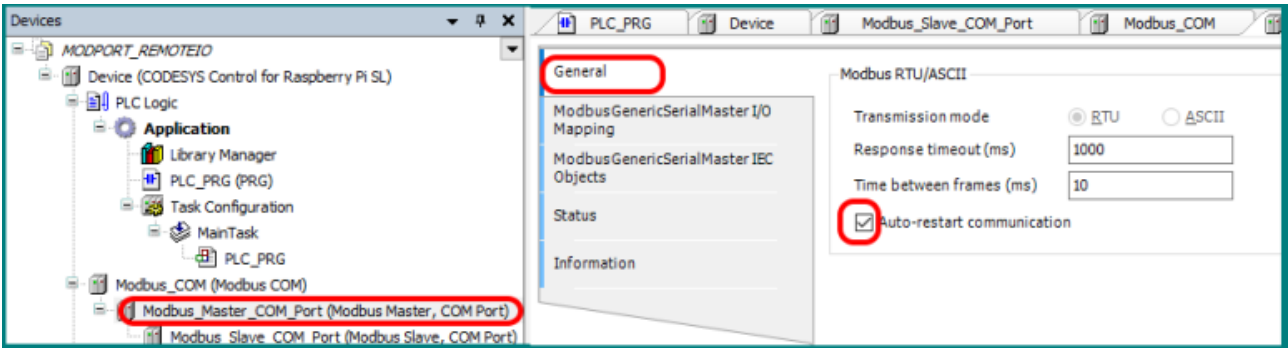 Devices
MODPORT_REMOTEIO
Device (CODESYS Control for Raspberry Pi SL)
PLC Logic
Application
Library Manager
PLC_PRG (PRG)
Task Configuration
MainTask
PLC_PRG
Modbus_COM (Modbus COM)
Modbus_Master_COM_Port (Modbus Master, COM Port)
Modbus_Slave_COM_Port (Modbus Slave, COM Port)
PLC_PRG
Device
Modbus_Slave_COM_Port
Modbus_COM
General
ModbusGenericSerialMaster I/O
Mapping
ModbusGenericSerialMaster IEC
Objects
Status
Information
Modbus RTU/ASCII
Transmission mode RTU ASCII
Response timeout (ms) 1000
Time between frames (ms) 10
Auto-restart communication